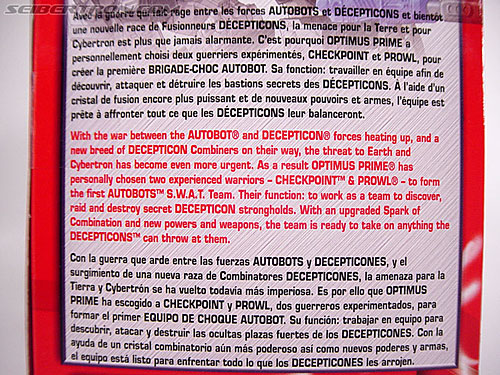 Avec la guerre qui fait rage entre les forces AUTOBOTS et DÉCEPTICONS et bientôt
une nouvelle race de Fusionneurs DÉCEPTICONS, la menace pour la Terre et pour
Cybertron est plus que jamais alarmante. C'est pourquoi OPTIMUS PRIME a
personnellement choisi deux guerriers expérimentés, CHECKPOINT et PROWL, pour
créer la première BRIGADE-CHOC AUTOBOT. Sa fonction: travailler en équipe afin de
découvrir, attaquer et détruire les bastions secrets des DÉCEPTICONS. À l'aide d'un
cristal de fusion encore plus puissant et de nouveaux pouvoirs et armes, l'équipe est
prête à affronter tout ce que les DÉCEPTICONS leur balanceront.
With the war between the AUTOBOT® and DECEPTICON® forces heating up, and a
new breed of DECEPTICON Combiners on their way, the threat to Earth and
Cybertron has become even more urgent. As a result OPTIMUS PRIME® has
personally chosen two experienced warriors – CHECKPOINT™ & PROWL® – to form
the first AUTOBOTS™ S.W.A.T. Team. Their function: to work as a team to discover,
raid and destroy secret DECEPTICON strongholds. With an upgraded Spark of
Combination and new powers and weapons, the team is ready to take on anything the
DECEPTICONS™ can throw at them.
Con la guerra que arde entre las fuerzas AUTOBOTS y DECEPTICONES, y el
surgimiento de una nueva raza de Combinatores DECEPTICONES, la amenaza para la
Tierra y Cybertrón se ha vuelto todavía más imperiosa. Es por ello que OPTIMUS
PRIME ha escogido a CHECKPOINT y PROWL, dos guerreros experimentados, para
formar el primer EQUIPO DE CHOQUE AUTOBOT. Su función: trabajar en equipo para
descubrir, atacar y destruir las ocultas plazas fuertes de los DECEPTICONES. Con la
ayuda de un cristal combinatorio aún más poderoso así como nuevos poderes y armas,
el equipo está listo para enfrentar todo lo que los DECEPTICONES les arrojen.